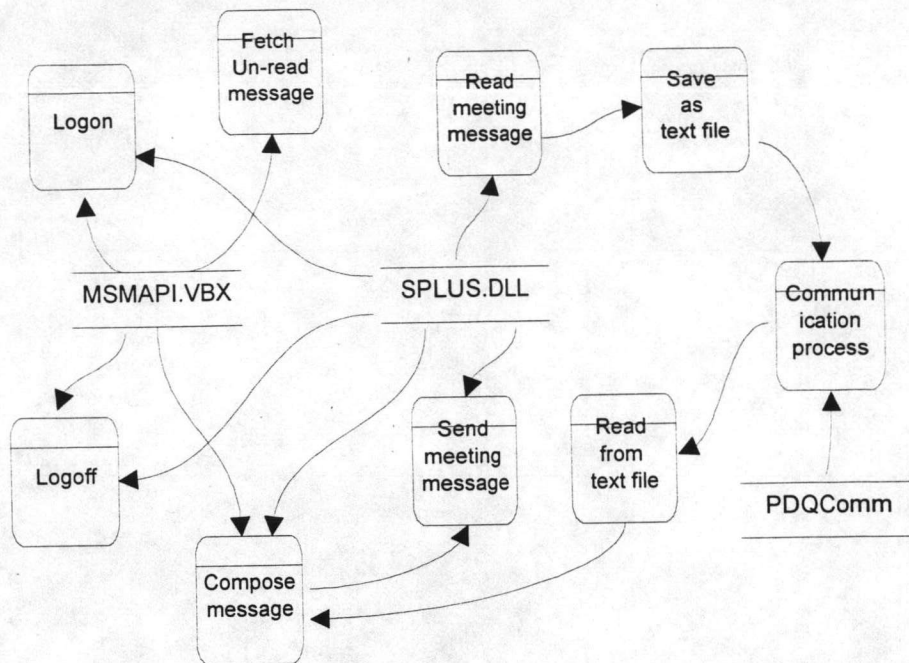 Fetch
Un-read
message
Logon
Read
meeting
message
Save
as
text file
MSMAPI.VBX
SPLUS.DLL
Commun
ication
process
Logoff
Send
meeting
message
Read
from
text file
PDQComm
Compose
message